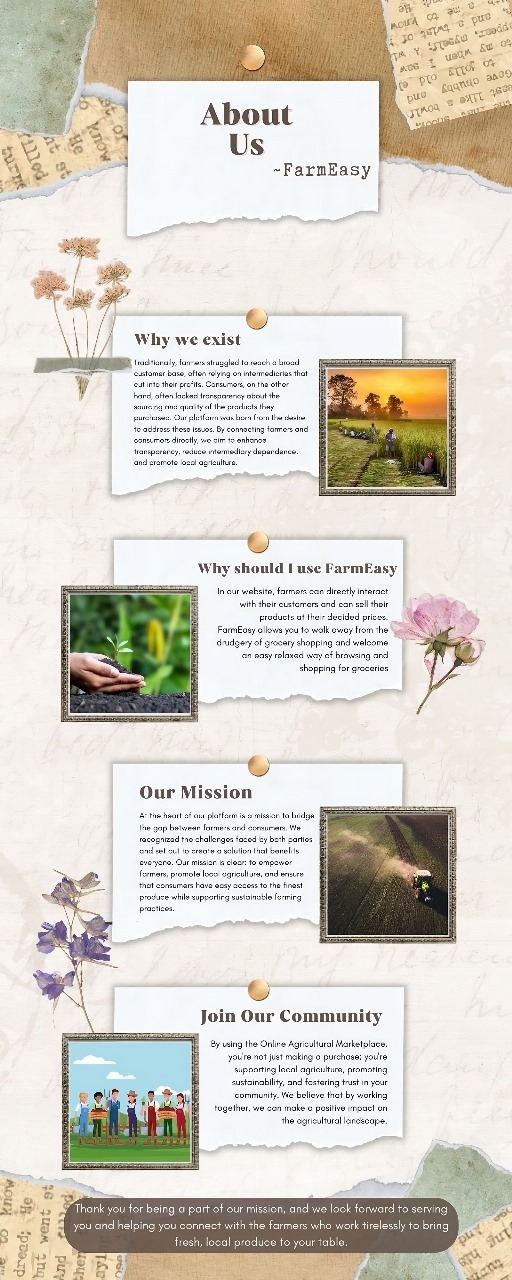 About
Us
~FarmEasy
Why we exist
Traditionally, farmers struggled to reach a broad
customer base, often relying on intermediaries that
cut into their profits. Consumers, on the other
hand, often lacked transparency about the
sourcing and quality of the products they
purchased. Our platform was born from the desire
to address these issues. By connecting farmers and
consumers directly, we aim to enhance
transparency, reduce intermediary dependence,
and promote local agriculture.
Why should I use FarmEasy
In our website, farmers can directly interact
with their customers and can sell their
products at their decided prices.
FarmEasy allows you to walk away from the
drudgery of grocery shopping and welcome
an easy relaxed way of browsing and
shopping for groceries
Our Mission
At the heart of our platform is a mission to bridge
the gap between farmers and consumers. We
recognized the challenges faced by both parties
and set out to create a solution that benefits
everyone. Our mission is clear: to empower
farmers, promote local agriculture, and ensure
that consumers have easy access to the finest
produce while supporting sustainable farming
practices.
Join Our Community
By using the Online Agricultural Marketplace,
you're not just making a purchase; you're
supporting local agriculture, promoting
sustainability, and fostering trust in your
community. We believe that by working
together, we can make a positive impact on
the agricultural landscape.
Thank you for being a part of our mission, and we look forward to serving
you and helping you connect with the farmers who work tirelessly to bring
fresh, local produce to your table.